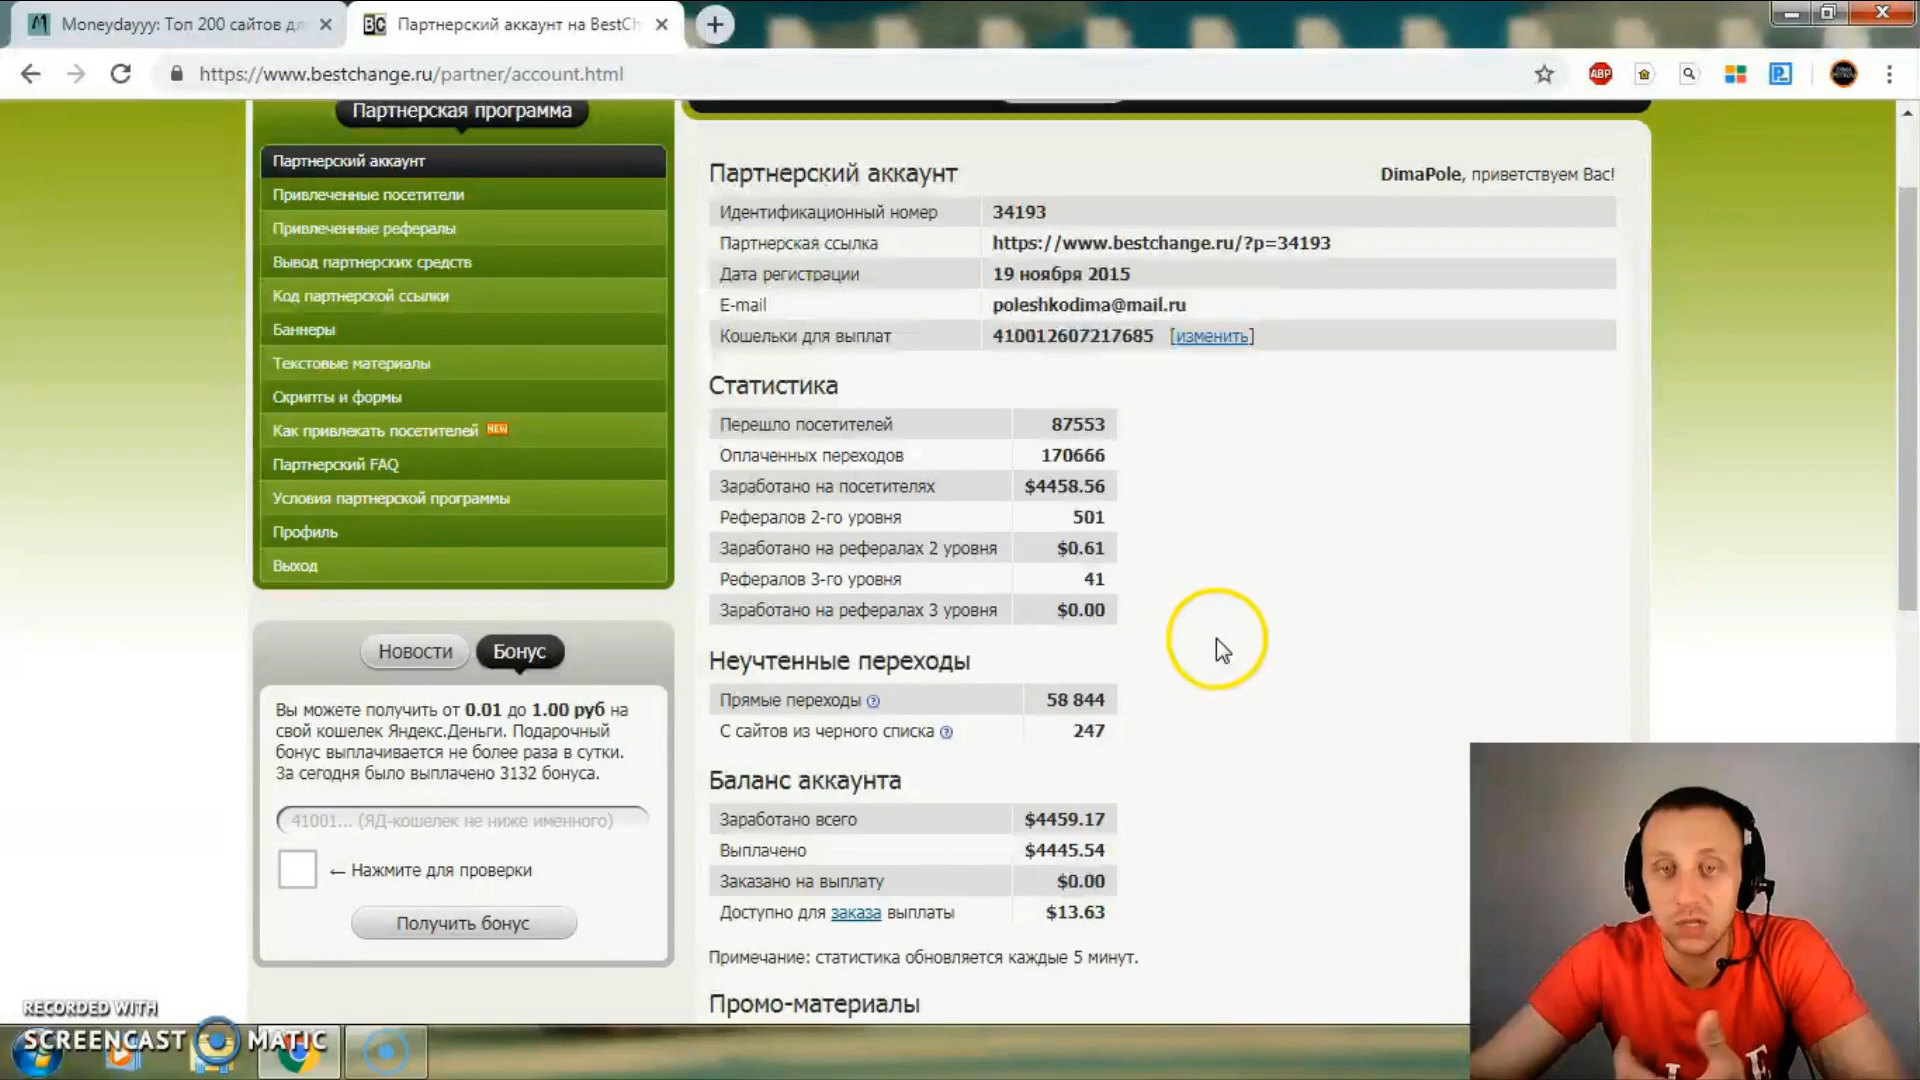 Moneydayyy: Топ 200 сайтов дл
Партнерский аккаунт на BestCh
https://www.bestchange.ru/partner/account.html
ABP
Партнерская программа
Партнерский аккаунт
Привлеченные посетители
Привлеченные рефералы
Вывод партнерских средств
Код партнерской ссылки
Баннеры
Текстовые материалы
Скрипты и формы
Как привлекать посетителей NEW
Партнерский FAQ
Условия партнерской программы
Профиль
Выход
Новости Бонус
Вы можете получить от 0.01 до 1.00 руб на
свой кошелек Яндекс.Деньги. Подарочный
бонус выплачивается не более раза в сутки.
За сегодня было выплачено 3132 бонуса.
41001... (ЯД-кошелек не ниже именного)
← Нажмите для проверки
Получить бонус
Партнерский аккаунт
DimaPole, приветствуем Вас!
Идентификационный номер 34193
Партнерская ссылка https://www.bestchange.ru/?p=34193
Дата регистрации 19 ноября 2015
E-mail poleshkodima@mail.ru
Кошельки для выплат 410012607217685 [изменить]
Статистика
Перешло посетителей 87553
Оплаченных переходов 170666
Заработано на посетителях $4458.56
Рефералов 2-го уровня 501
Заработано на рефералах 2 уровня $0.61
Рефералов 3-го уровня 41
Заработано на рефералах 3 уровня $0.00
Неучтенные переходы
Прямые переходы 58 844
С сайтов из черного списка 247
Баланс аккаунта
Заработано всего $4459.17
Выплачено $4445.54
Заказано на выплату $0.00
Доступно для заказа выплаты $13.63
Примечание: статистика обновляется каждые 5 минут.
Промо-материалы
RECORDED WITH
SCREENCAST MATIC